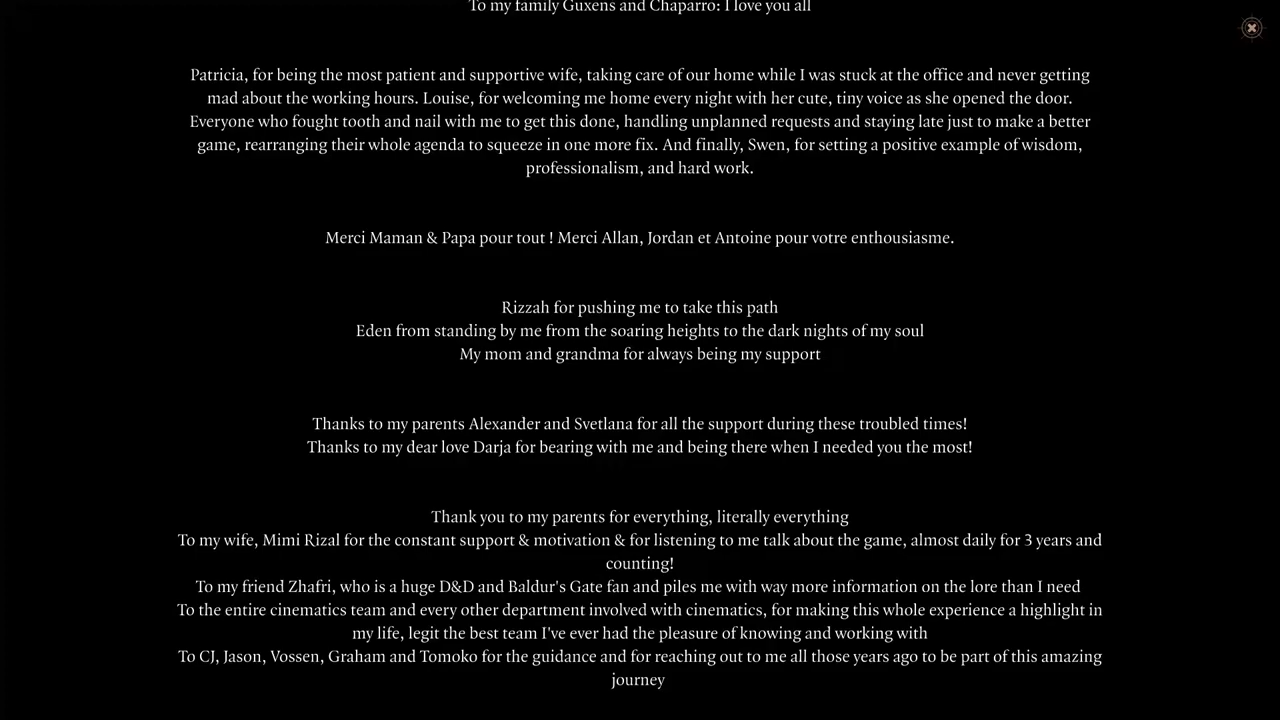 To my family Guxens and Chaparro: I love you all
Patricia, for being the most patient and supportive wife, taking care of our home while I was stuck at the office and never getting
mad about the working hours. Louise, for welcoming me home every night with her cute, tiny voice as she opened the door.
Everyone who fought tooth and nail with me to get this done, handling unplanned requests and staying late just to make a better
game, rearranging their whole agenda to squeeze in one more fix. And finally, Swen, for setting a positive example of wisdom,
professionalism, and hard work.
Merci Maman & Papa pour tout ! Merci Allan, Jordan et Antoine pour votre enthousiasme.
Rizzah for pushing me to take this path
Eden from standing by me from the soaring heights to the dark nights of my soul
My mom and grandma for always being my support
Thanks to my parents Alexander and Svetlana for all the support during these troubled times!
Thanks to my dear love Darja for bearing with me and being there when I needed you the most!
Thank you to my parents for everything, literally everything
To my wife, Mimi Rizal for the constant support & motivation & for listening to me talk about the game, almost daily for 3 years and
counting!
To my friend Zhafri, who is a huge D&D and Baldur's Gate fan and piles me with way more information on the lore than I need
To the entire cinematics team and every other department involved with cinematics, for making this whole experience a highlight in
my life, legit the best team I've ever had the pleasure of knowing and working with
To CJ, Jason, Vossen, Graham and Tomoko for the guidance and for reaching out to me all those years ago to be part of this amazing
journey